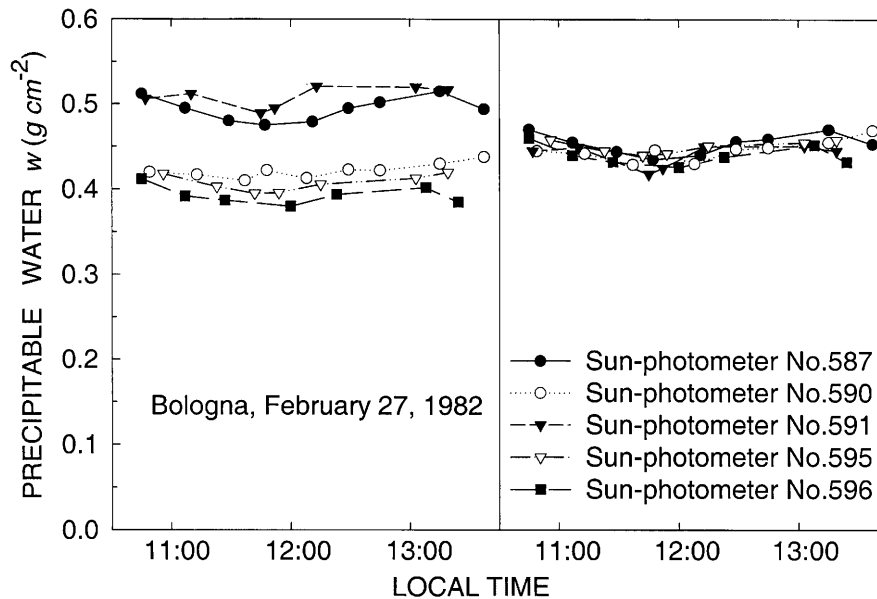 PRECIPITABLE WATER w (g cm-2)
0.6
0.5
0.4
0.3
0.2
0.1
0.0
Bologna, February 27, 1982
Sun-photometer No.587
Sun-photometer No.590
Sun-photometer No.591
Sun-photometer No.595
Sun-photometer No.596
11:00 12:00 13:00 11:00 12:00 13:00
LOCAL TIME